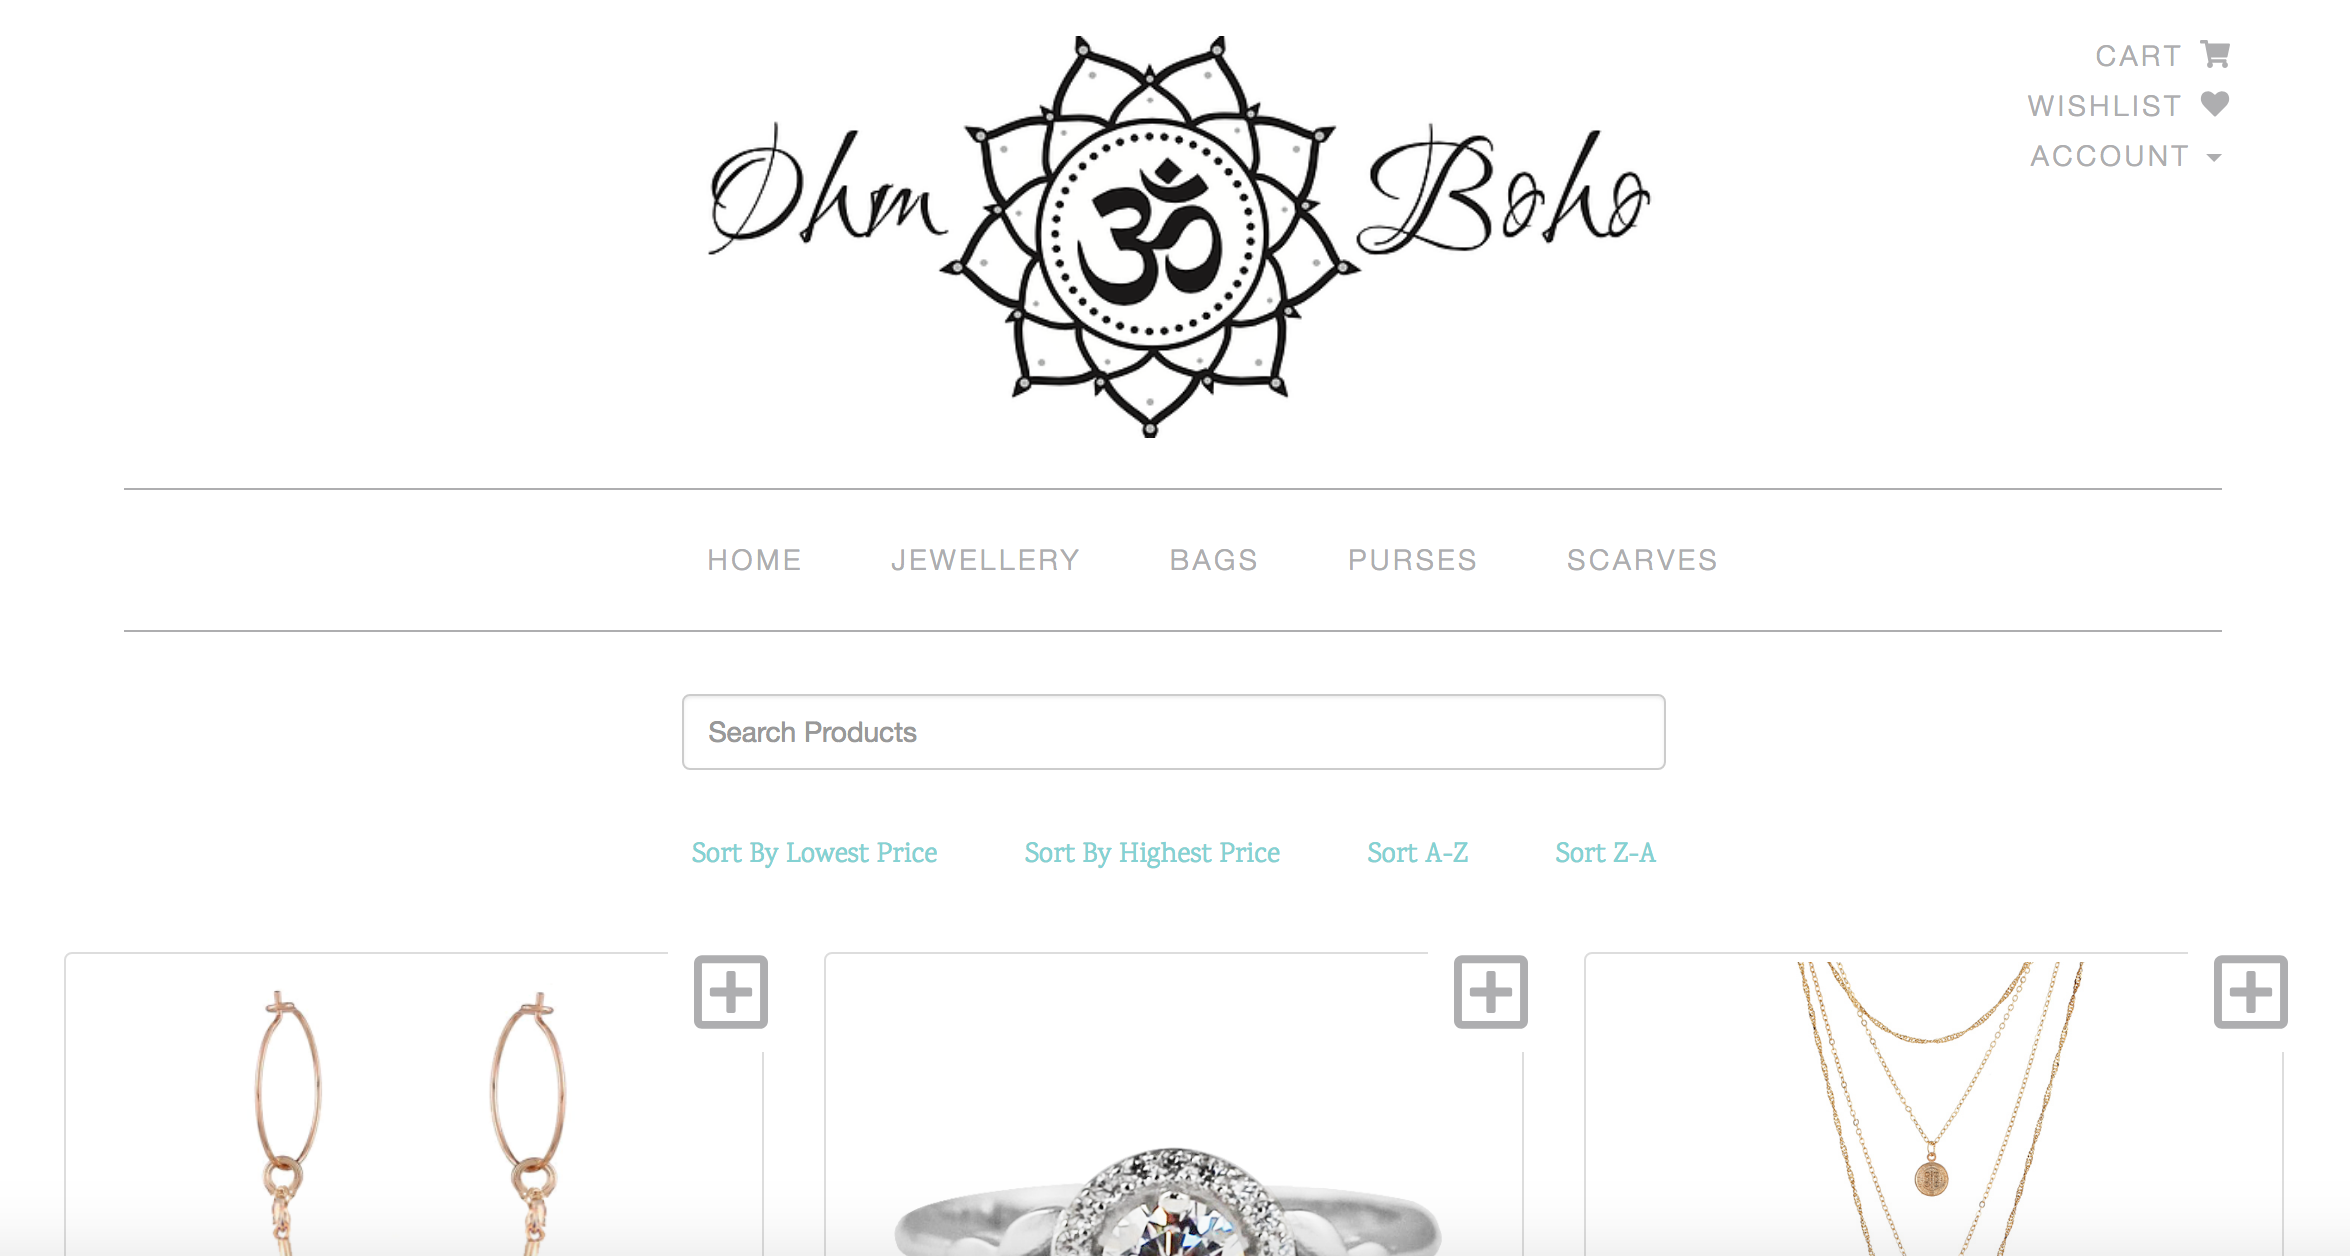 Ohm ॐ Boho
CART
WISHLIST
ACCOUNT
HOME JEWELLERY BAGS PURSES SCARVES
Search Products
Sort By Lowest Price Sort By Highest Price Sort A-Z Sort Z-A